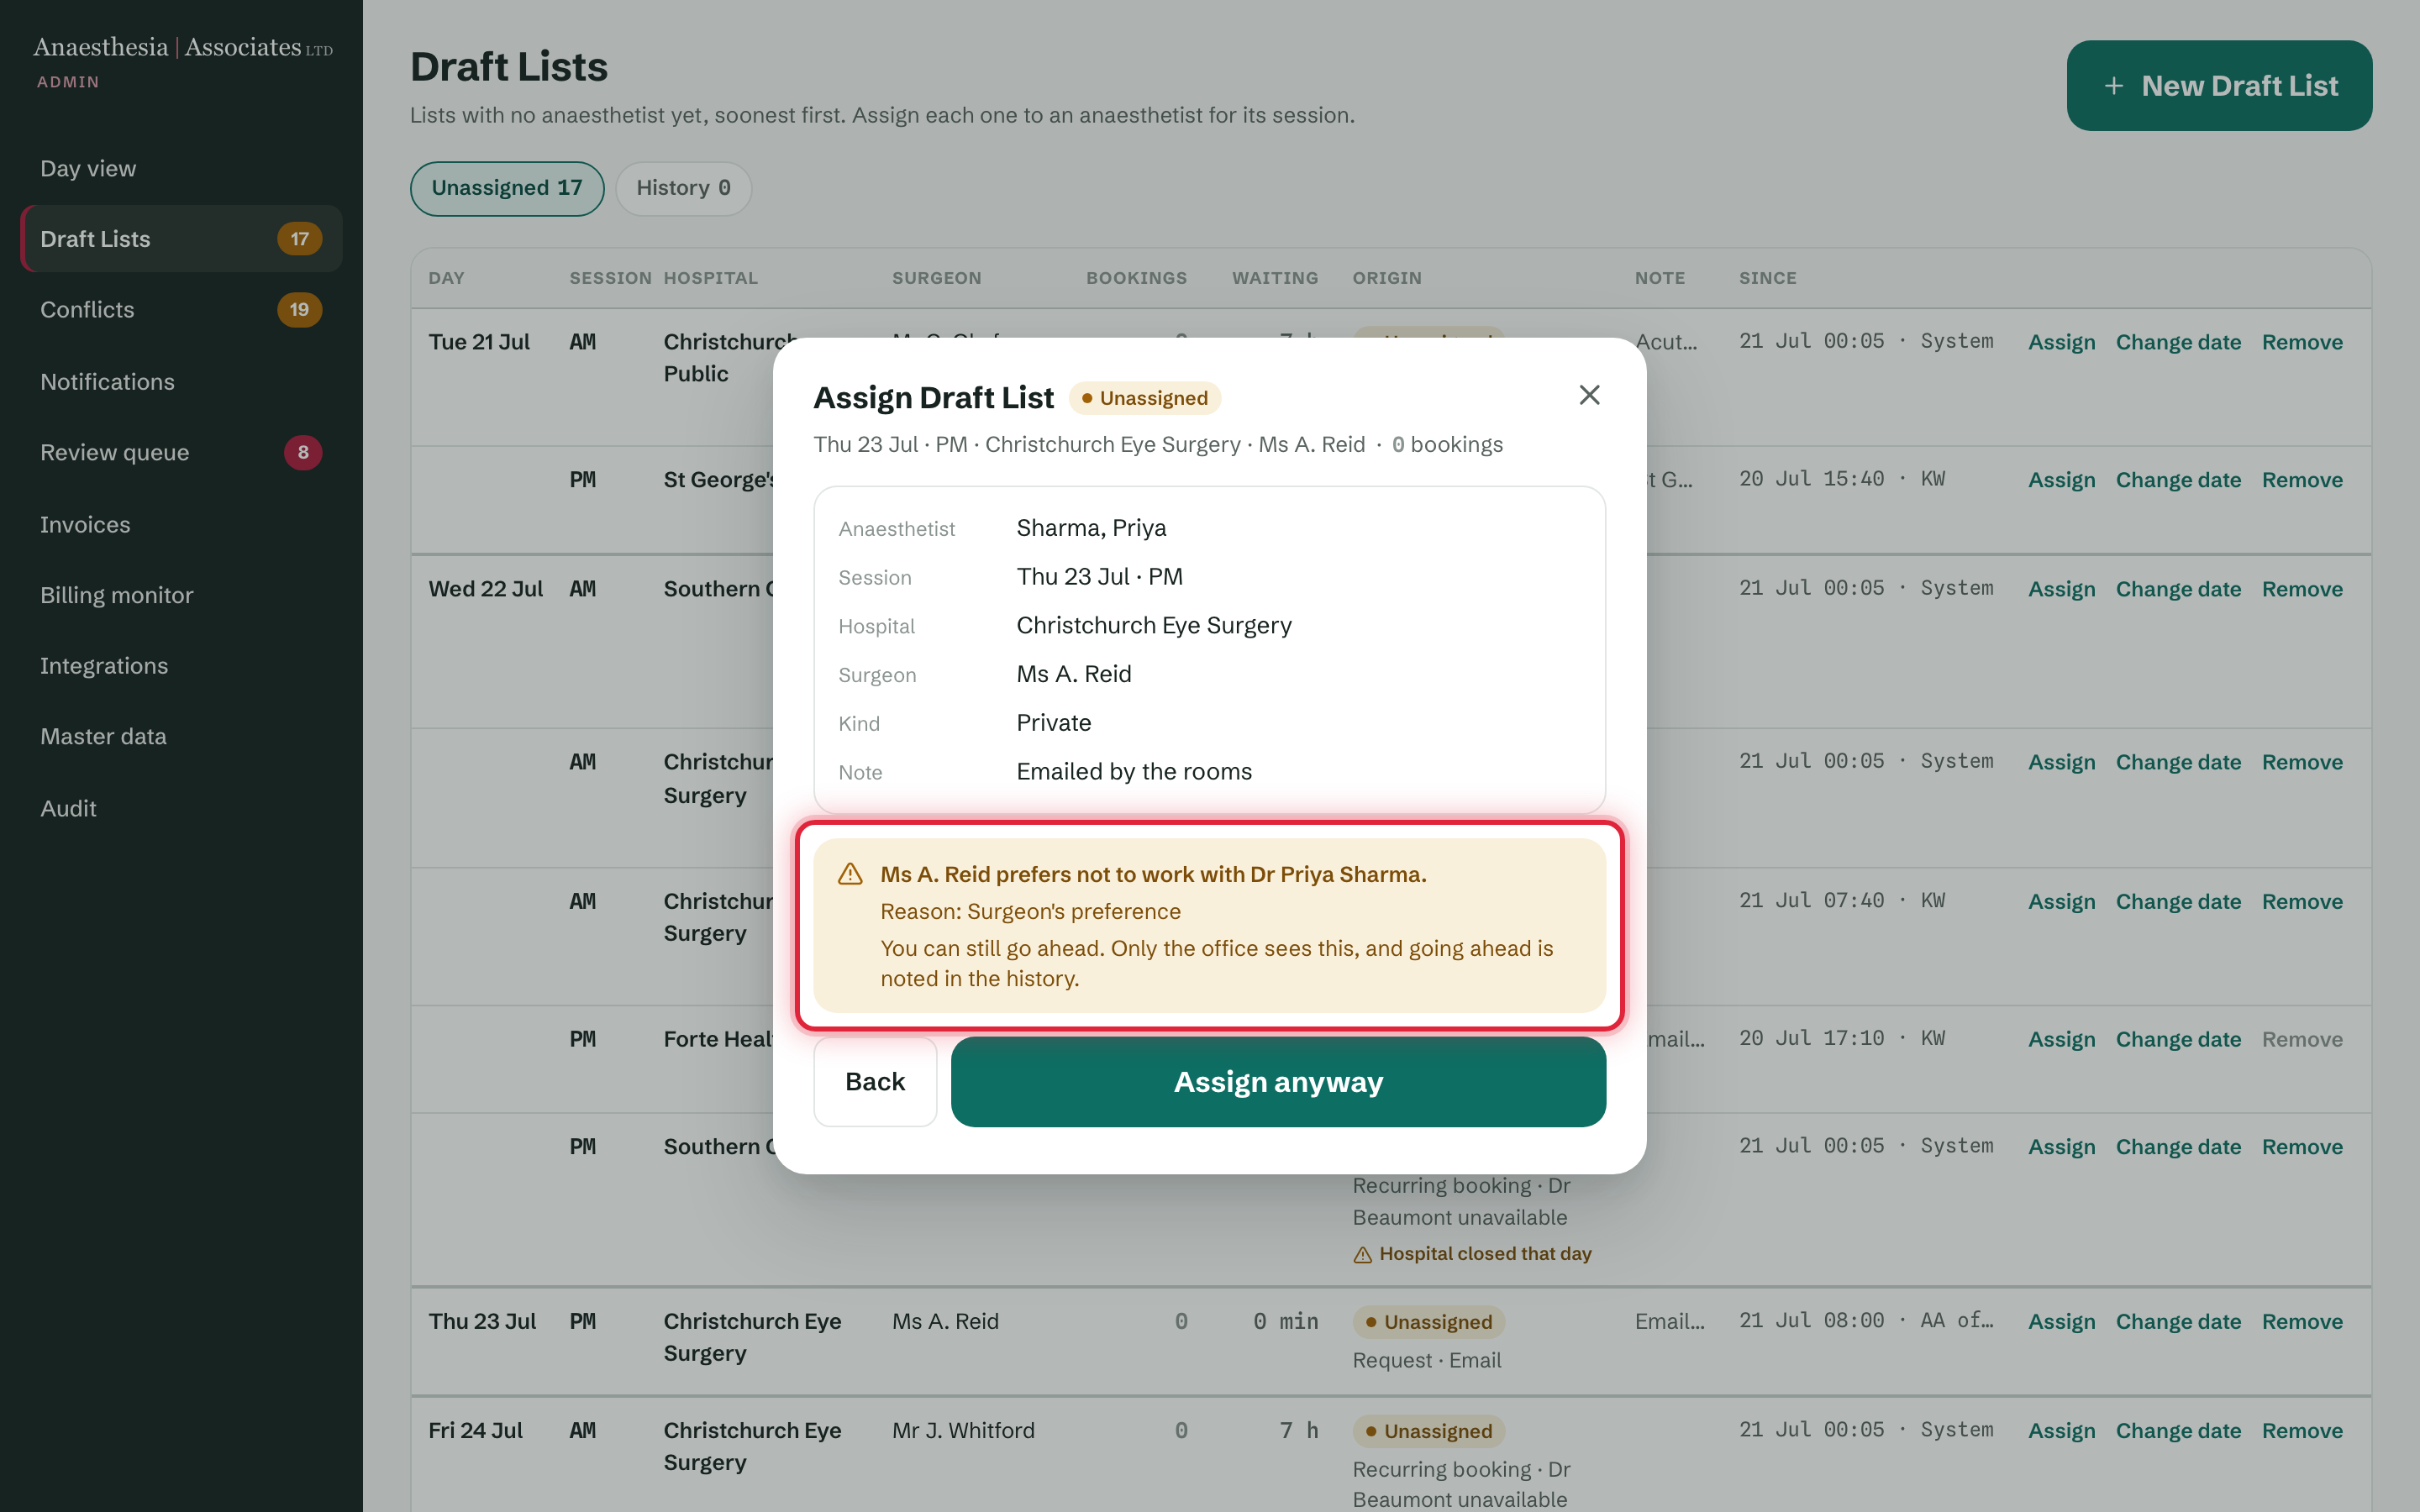 Anaesthesia | Associates LTD
ADMIN
Day view
Draft Lists 17
Conflicts 19
Notifications
Review queue 8
Invoices
Billing monitor
Integrations
Master data
Audit
Draft Lists
Lists with no anaesthetist yet, soonest first. Assign each one to an anaesthetist for its session.
+ New Draft List
Unassigned 17 History 0
DAY SESSION HOSPITAL SURGEON BOOKINGS WAITING ORIGIN NOTE SINCE
Tue 21 Jul AM Christchurch Acut... 21 Jul 00:05 · System Assign Change date Remove
Public
PM St George's 20 Jul 15:40 · KW Assign Change date Remove
Wed 22 Jul AM Southern 21 Jul 00:05 · System Assign Change date Remove
AM 21 Jul 00:05 · System Assign Change date Remove
Surgery
AM 21 Jul 07:40 · KW Assign Change date Remove
Surgery
PM Forte 20 Jul 17:10 · KW Assign Change date Remove
PM Southern 21 Jul 00:05 · System Assign Change date Remove
Recurring booking · Dr
Beaumont unavailable
Hospital closed that day
Thu 23 Jul PM Christchurch Eye Ms A. Reid 0 0 min Unassigned Email... 21 Jul 08:00 · AA of... Assign Change date Remove
Surgery Request · Email
Fri 24 Jul AM Christchurch Eye Mr J. Whitford 0 7 h Unassigned 21 Jul 00:05 · System Assign Change date Remove
Surgery Recurring booking · Dr
Beaumont unavailable
Assign Draft List Unassigned
Thu 23 Jul · PM · Christchurch Eye Surgery · Ms A. Reid · 0 bookings
Anaesthetist Sharma, Priya
Session Thu 23 Jul · PM
Hospital Christchurch Eye Surgery
Surgeon Ms A. Reid
Kind Private
Note Emailed by the rooms
Ms A. Reid prefers not to work with Dr Priya Sharma.
Reason: Surgeon's preference
You can still go ahead. Only the office sees this, and going ahead is
noted in the history.
Back Assign anyway